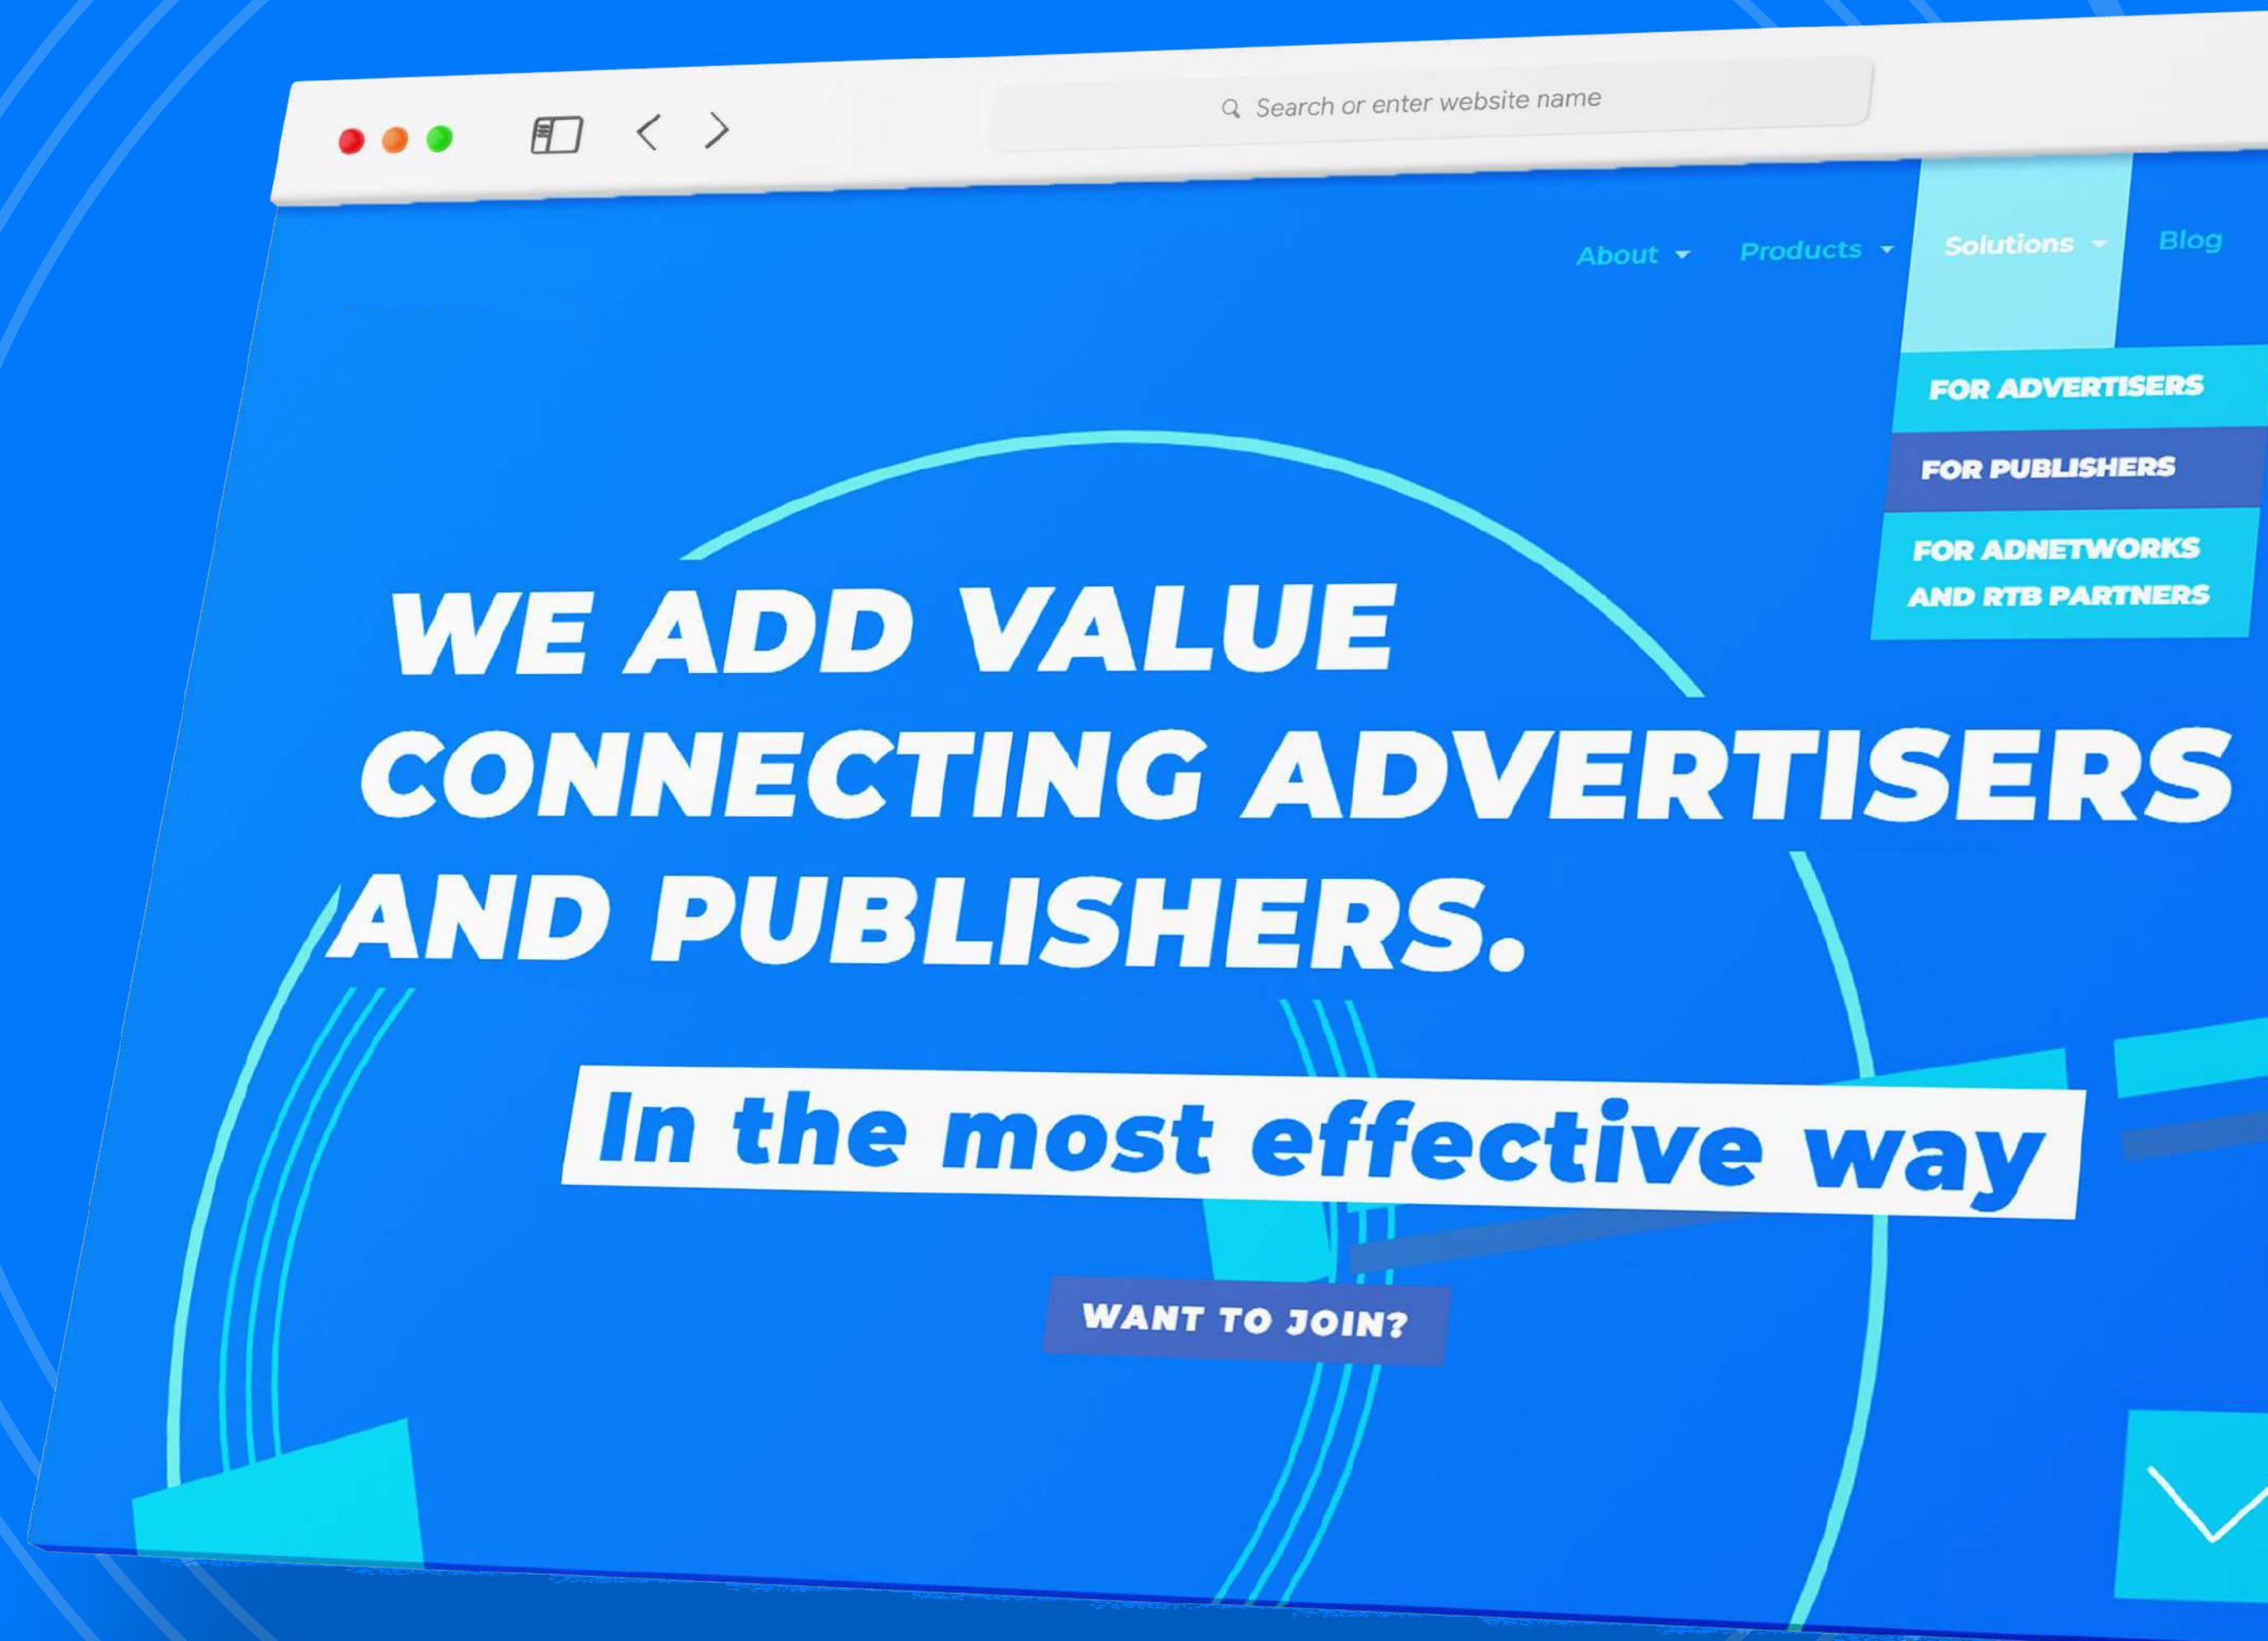 Search or enter website name
About Products Solutions Blog
FOR ADVERTISERS
FOR PUBLISHERS
FOR ADNETWORKS
AND RTB PARTNERS
WE ADD VALUE
CONNECTING ADVERTISERS
AND PUBLISHERS.
In the most effective way
WANT TO JOIN?